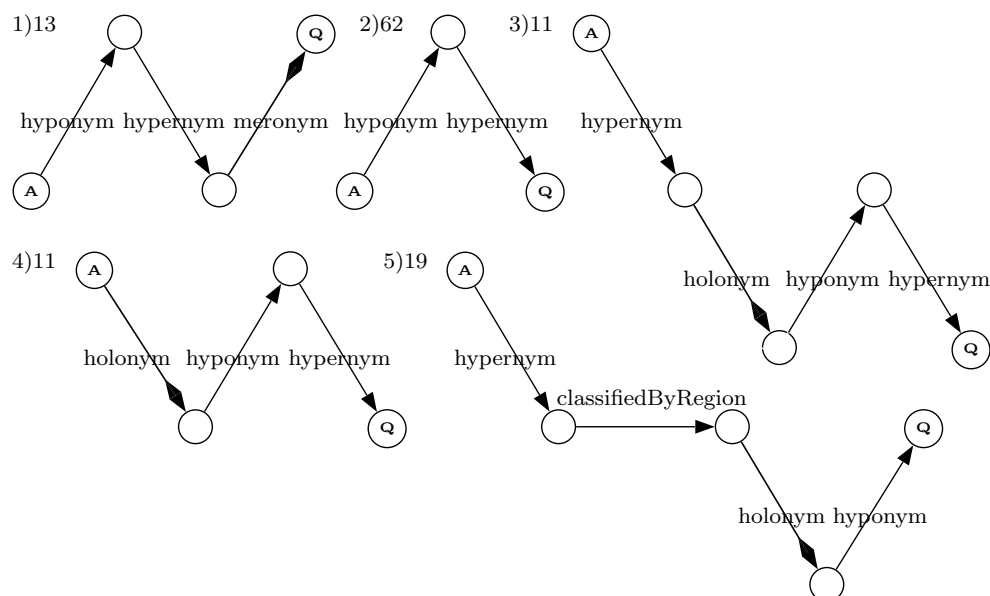 1)13 Q 2)62 3)11 A
hyponym hypernym meronym hyponym hypernym hypernym
A A Q
4)11 A 5)19 A holonym hyponym hypernym
holonym hyponym hypernym hypernym Q
classifiedByRegion
Q Q
holonym hyponym